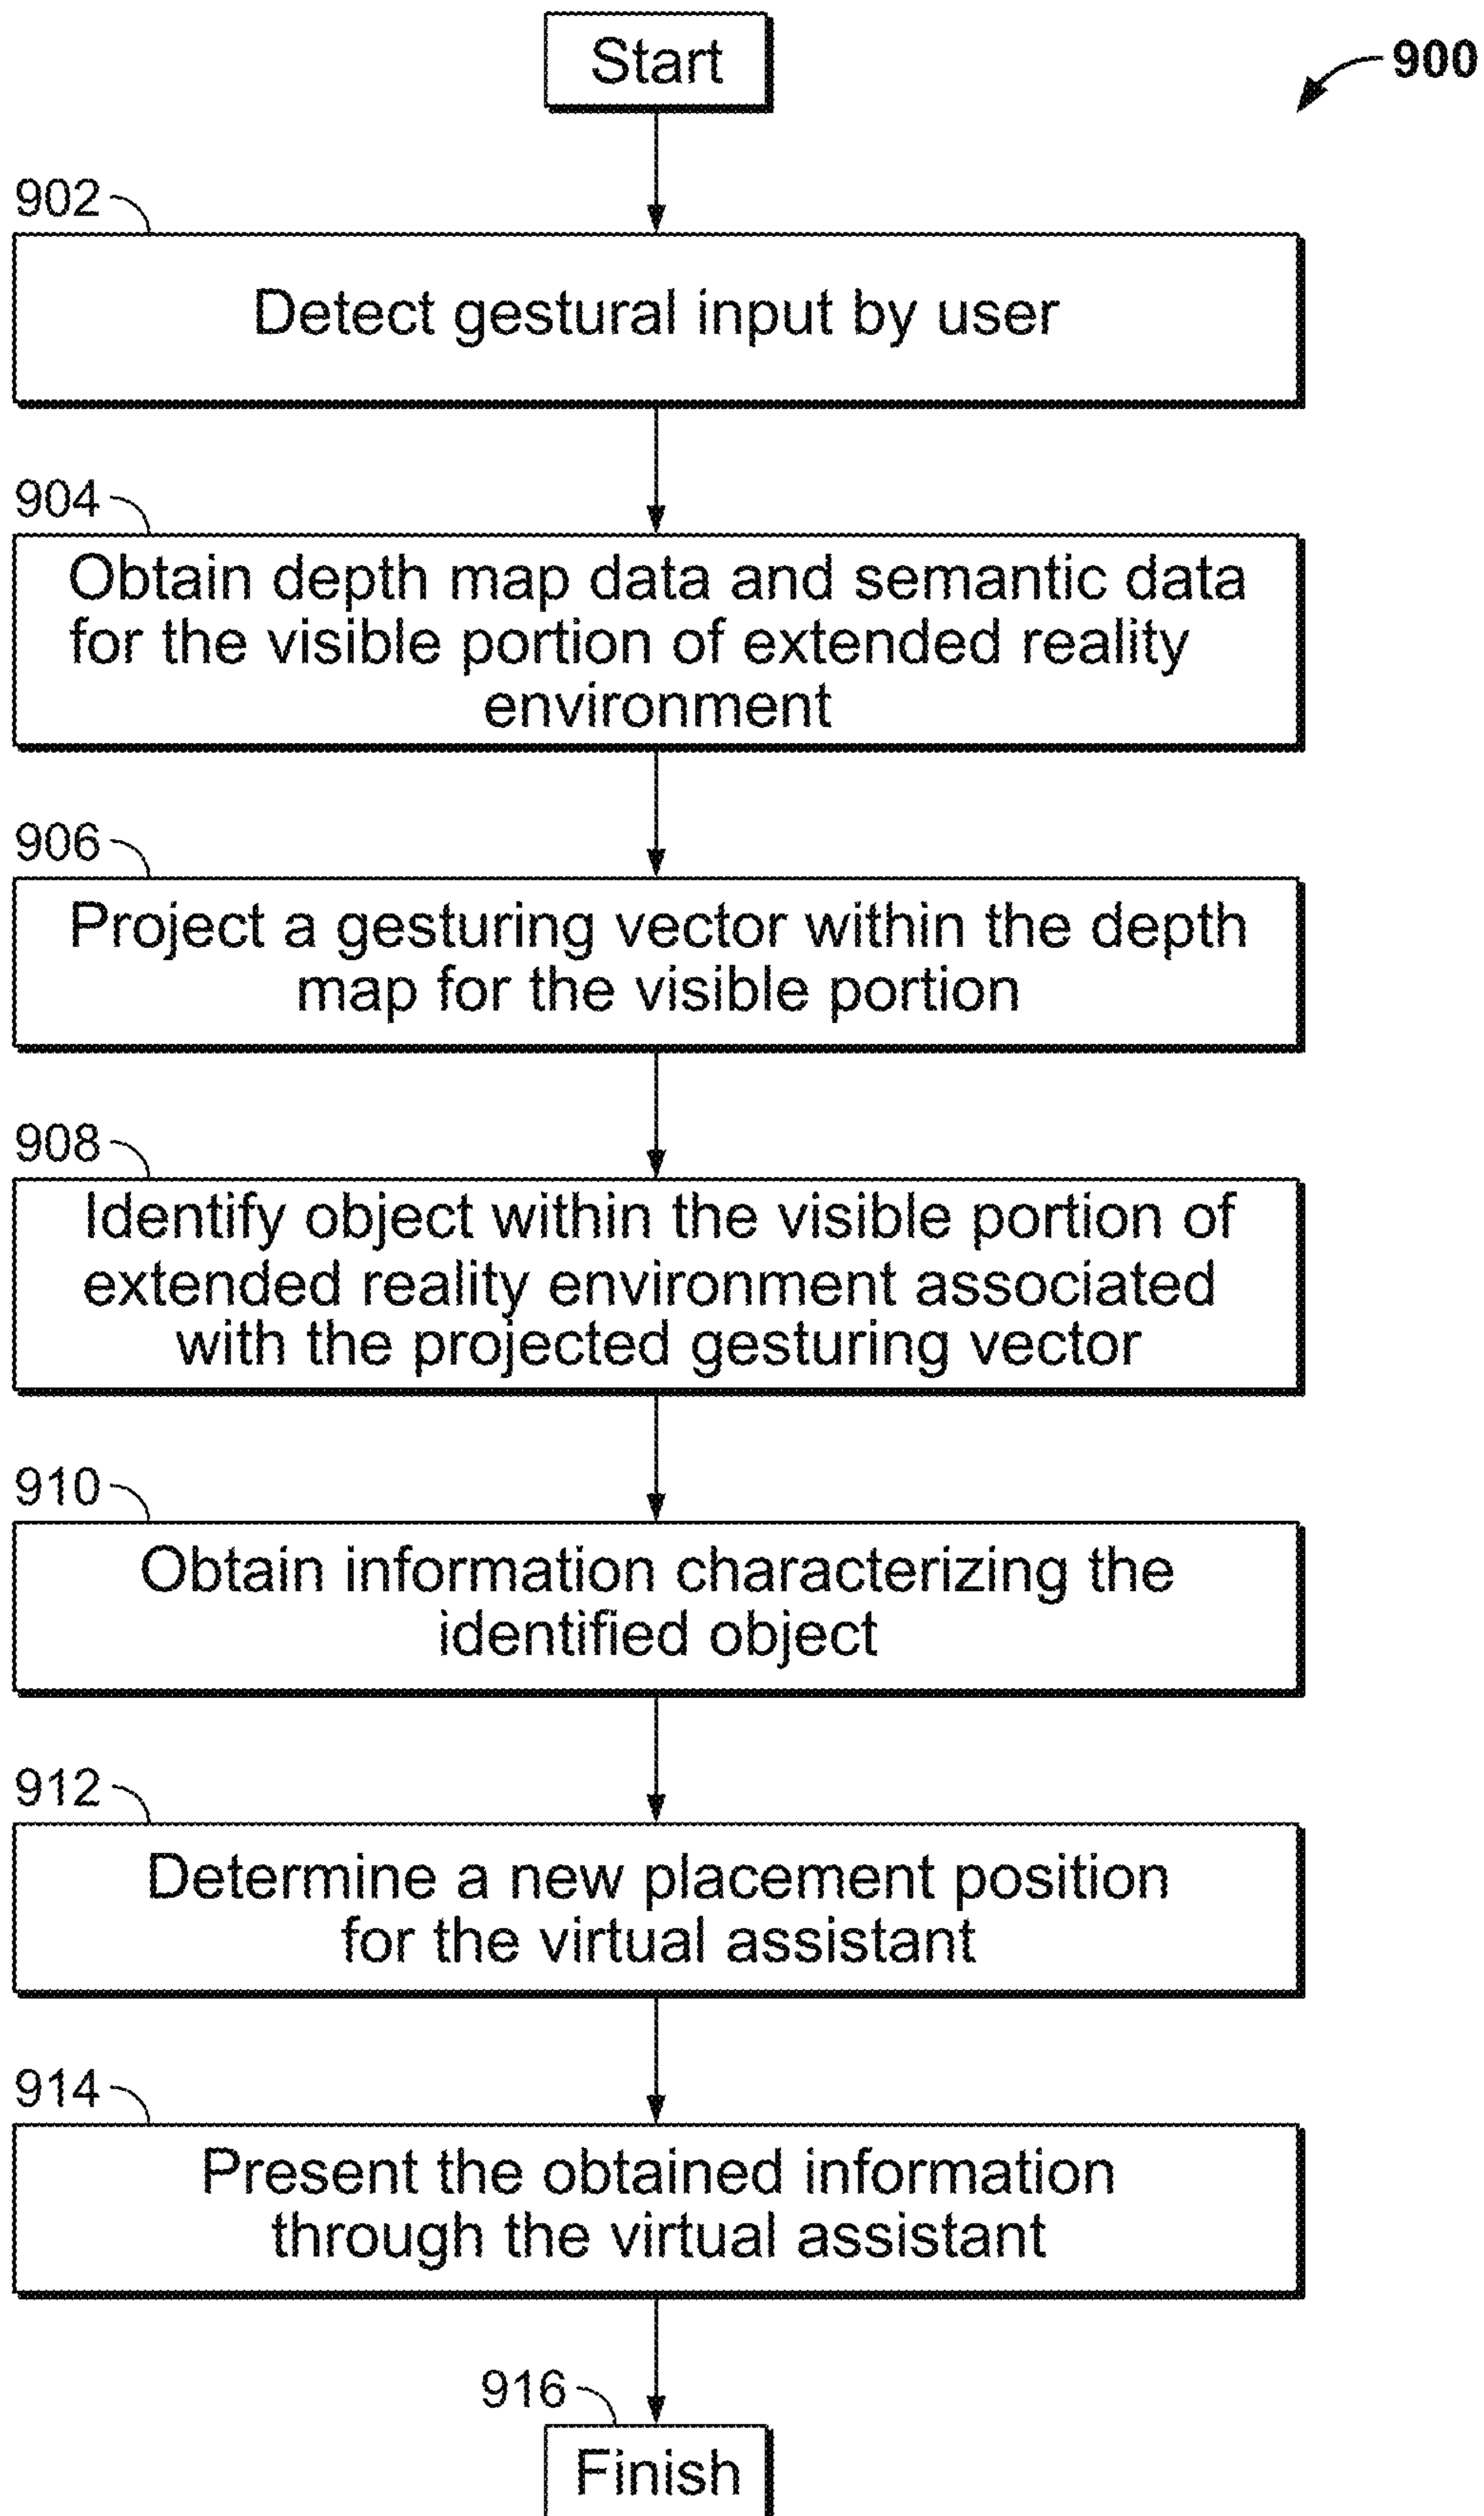 Start
900
902
Detect gestural input by user
904
Obtain depth map data and semantic data
for the visible portion of extended reality
environment
906
Project a gesturing vector within the depth
map for the visible portion
908
Identify object within the visible portion of
extended reality environment associated
with the projected gesturing vector
910
Obtain information characterizing the
identified object
912
Determine a new placement position
for the virtual assistant
914
Present the obtained information
through the virtual assistant
916
Finish